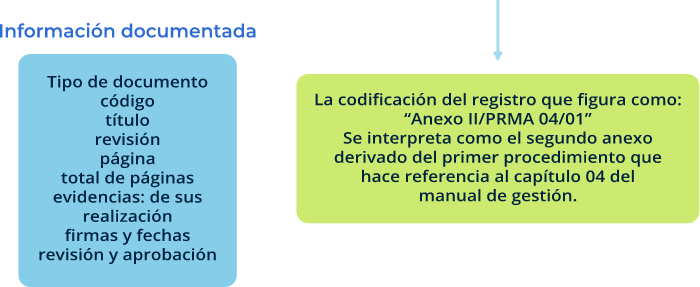 Información documentada
Tipo de documento
código
título
revisión
página
total de páginas
evidencias: de sus
realización
firmas y fechas
revisión y aprobación
La codificación del registro que figura como:
“Anexo II/PRMA 04/01”
Se interpreta como el segundo anexo
derivado del primer procedimiento que
hace referencia al capítulo 04 del
manual de gestión.